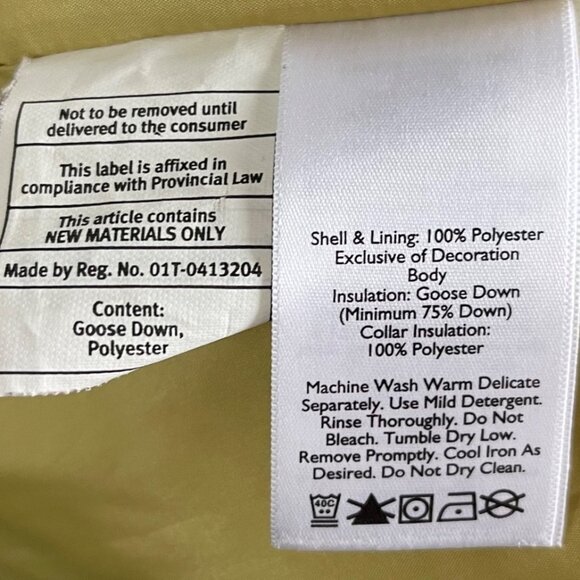 Not to be removed until
delivered to the consumer
This label is affixed in
compliance with Provincial Law
This article contains
NEW MATERIALS ONLY
Made by Reg. No. 01T-0413204
Content:
Goose Down,
Polyester
Shell & Lining: 100% Polyester
Exclusive of Decoration
Body
Insulation: Goose Down
(Minimum 75% Down)
Collar Insulation:
100% Polyester
Machine Wash Warm Delicate
Separately. Use Mild Detergent.
Rinse Thoroughly. Do Not
Bleach. Tumble Dry Low.
Remove Promptly. Cool Iron As
Desired. Do Not Dry Clean.
40C